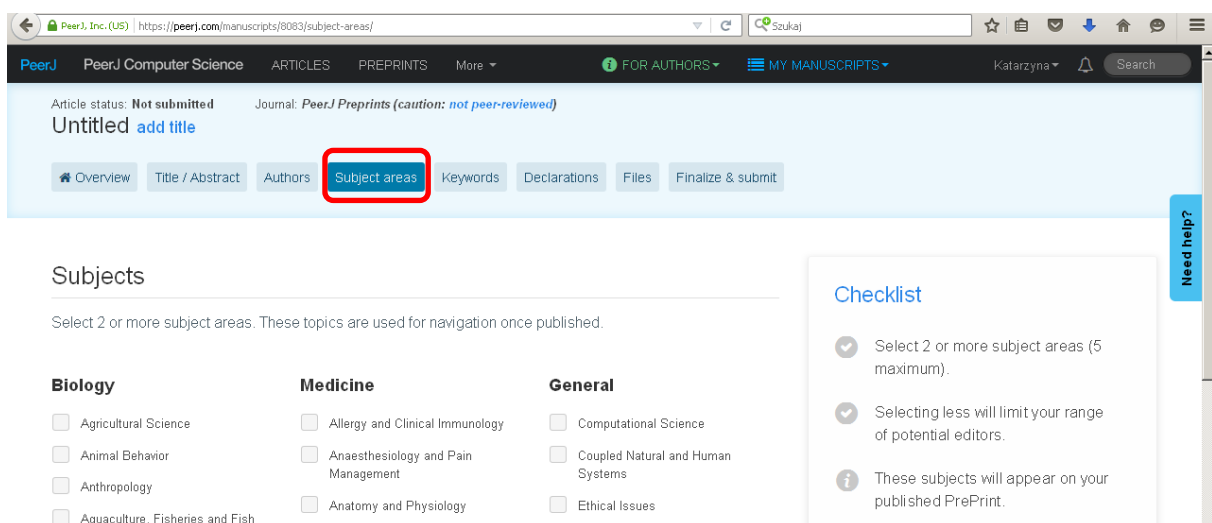 PeerJ, Inc. (US) https://peerj.com/manuscripts/8083/subject-areas/ Szukaj
PeerJ PeerJ Computer Science ARTICLES PREPRINTS More FOR AUTHORS MY MANUSCRIPTS Katarzyna Search
Article status: Not submitted Journal: PeerJ Preprints (caution: not peer-reviewed)
Untitled add title
Overview Title / Abstract Authors Subject areas Keywords Declarations Files Finalize & submit
Need help?
Subjects
Select 2 or more subject areas. These topics are used for navigation once published.
Biology
Agricultural Science
Animal Behavior
Anthropology
Aquaculture, Fisheries and Fish
Medicine
Allergy and Clinical Immunology
Anaesthesiology and Pain
Management
Anatomy and Physiology
General
Computational Science
Coupled Natural and Human
Systems
Ethical Issues
Checklist
Select 2 or more subject areas (5
maximum).
Selecting less will limit your range
of potential editors.
These subjects will appear on your
published PrePrint.